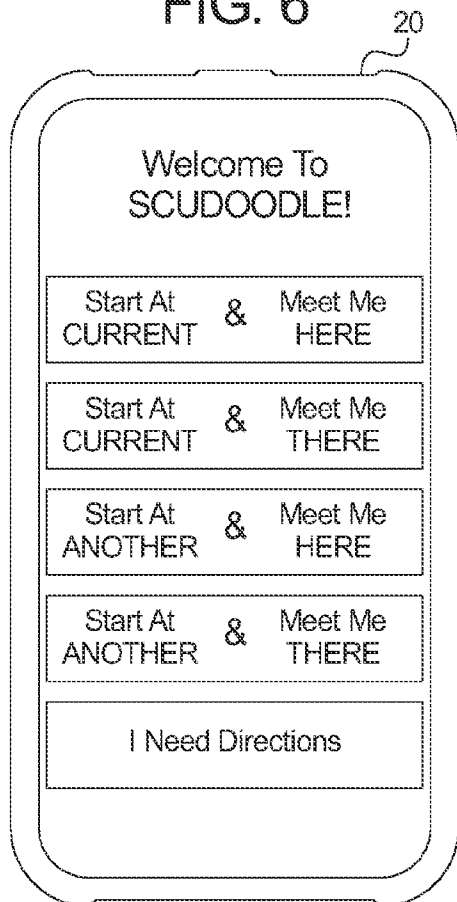 FIG. 6
20
Welcome To
SCUDOODLE!
Start At & Meet Me
CURRENT HERE
Start At & Meet Me
CURRENT THERE
Start At & Meet Me
ANOTHER HERE
Start At & Meet Me
ANOTHER THERE
I Need Directions